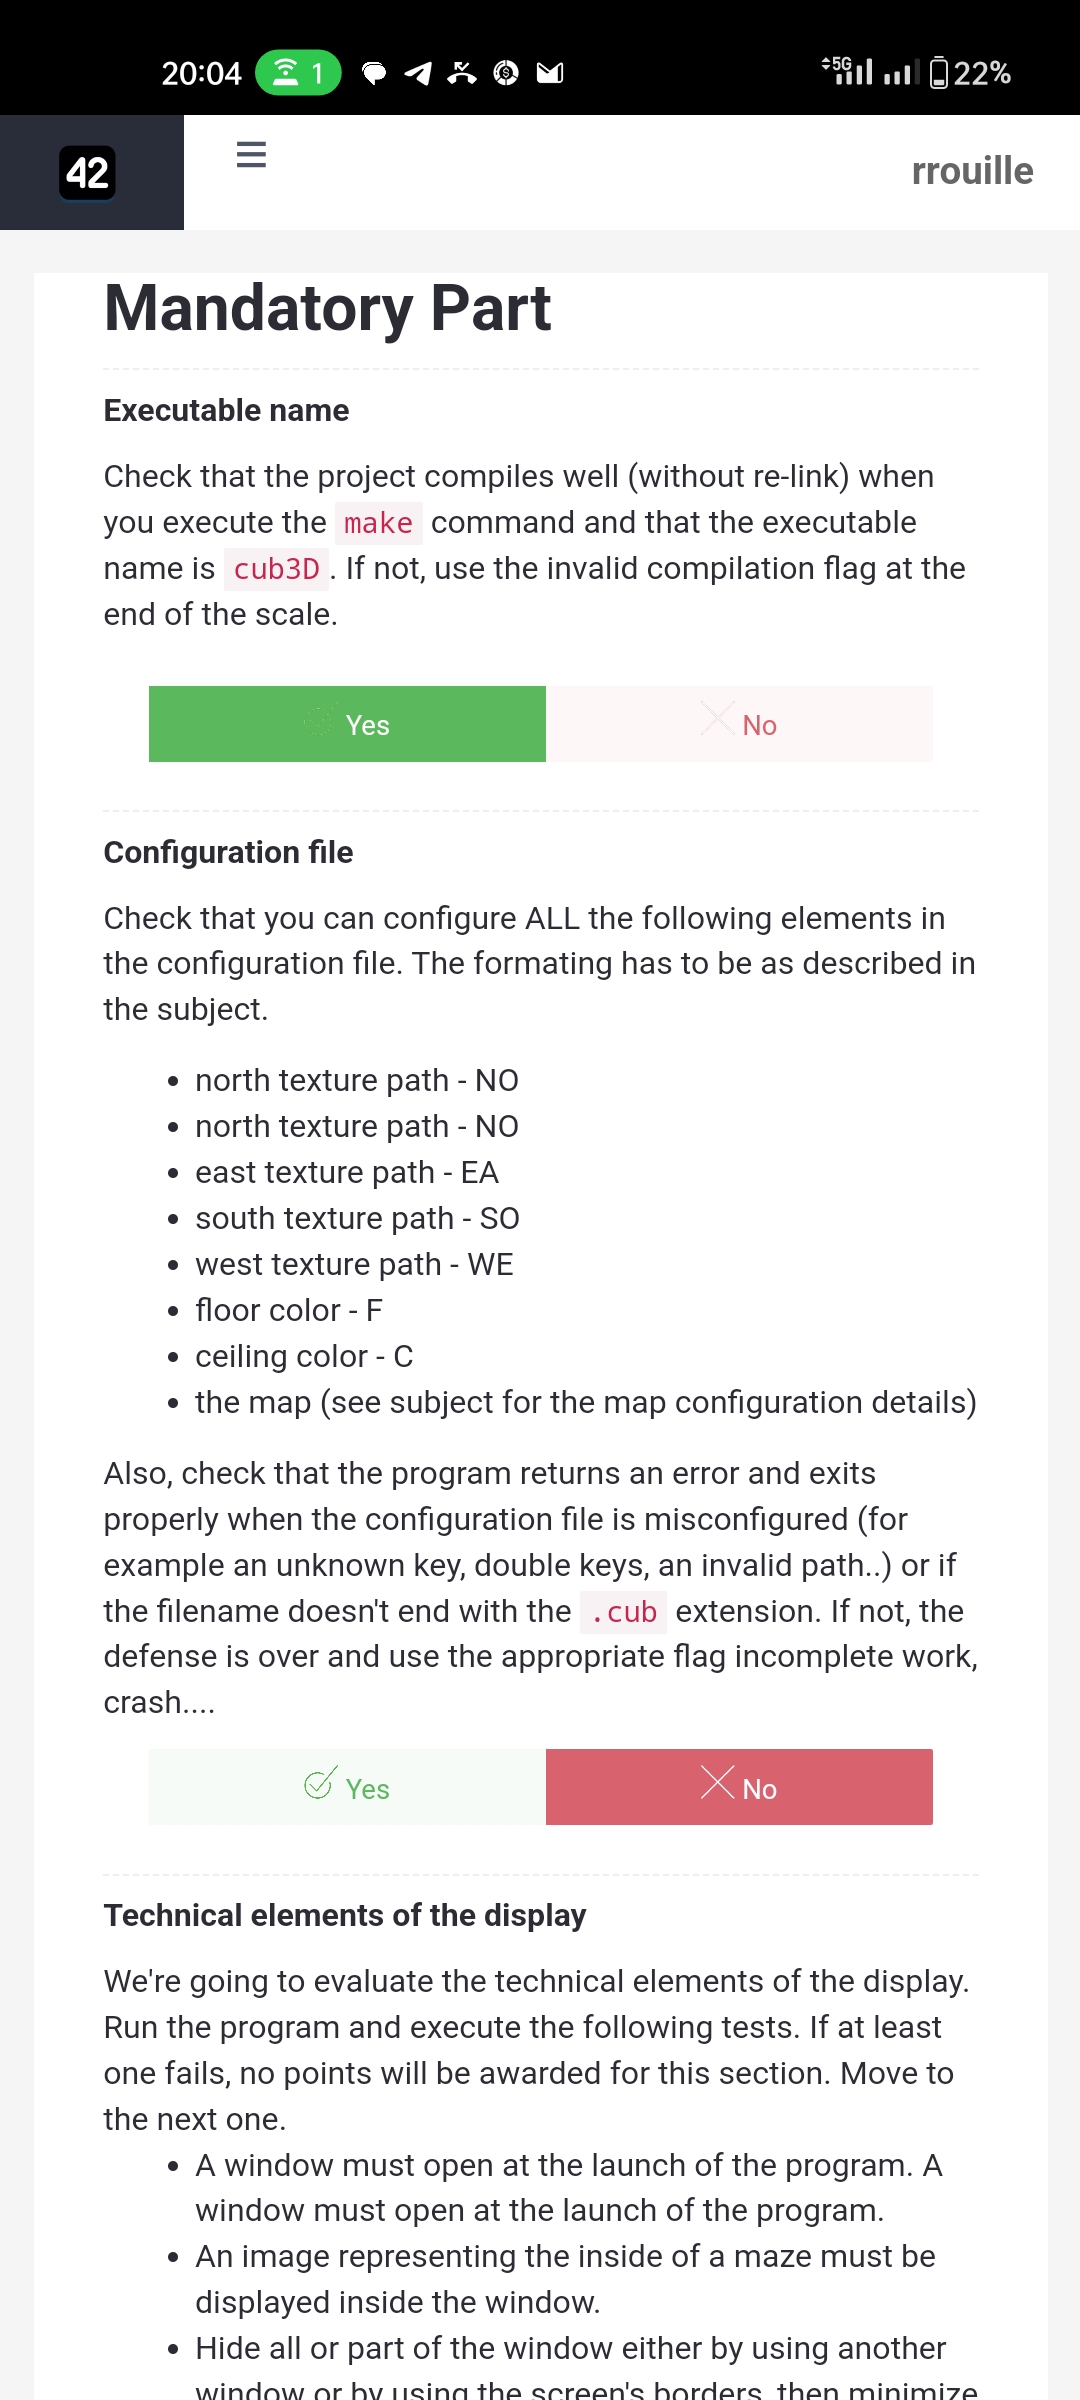 20:04 1 5G 22%
42 rrouille
Mandatory Part
Executable name
Check that the project compiles well (without re-link) when
you execute the make command and that the executable
name is cub3D. If not, use the invalid compilation flag at the
end of the scale.
Yes No
Configuration file
Check that you can configure ALL the following elements in
the configuration file. The formating has to be as described in
the subject.
• north texture path - NO
• north texture path - NO
• east texture path - EA
• south texture path - SO
• west texture path - WE
• floor color - F
• ceiling color - C
• the map (see subject for the map configuration details)
Also, check that the program returns an error and exits
properly when the configuration file is misconfigured (for
example an unknown key, double keys, an invalid path..) or if
the filename doesn't end with the .cub extension. If not, the
defense is over and use the appropriate flag incomplete work,
crash....
Yes No
Technical elements of the display
We're going to evaluate the technical elements of the display.
Run the program and execute the following tests. If at least
one fails, no points will be awarded for this section. Move to
the next one.
• A window must open at the launch of the program. A
window must open at the launch of the program.
• An image representing the inside of a maze must be
displayed inside the window.
• Hide all or part of the window either by using another
window or by using the screen's borders, then minimize